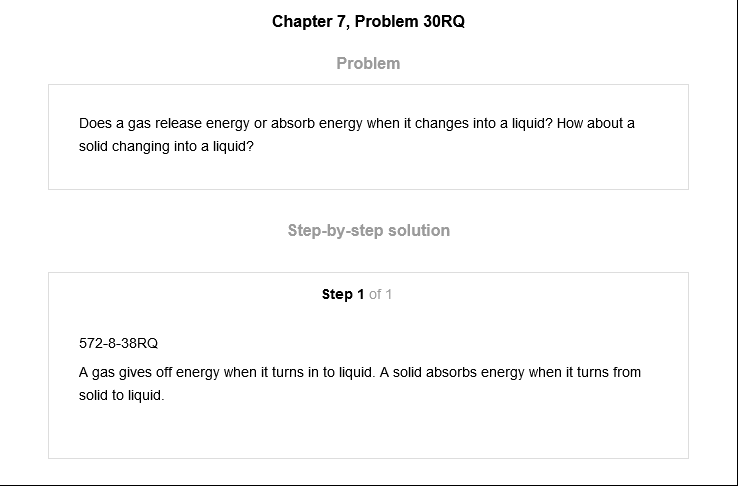 Chapter 7, Problem 30RQ
Problem
Does a gas release energy or absorb energy when it changes into a liquid? How about a
solid changing into a liquid?
Step-by-step solution
Step 1 of 1
572-8-38RQ
A gas gives off energy when it turns in to liquid. A solid absorbs energy when it turns from
solid to liquid.